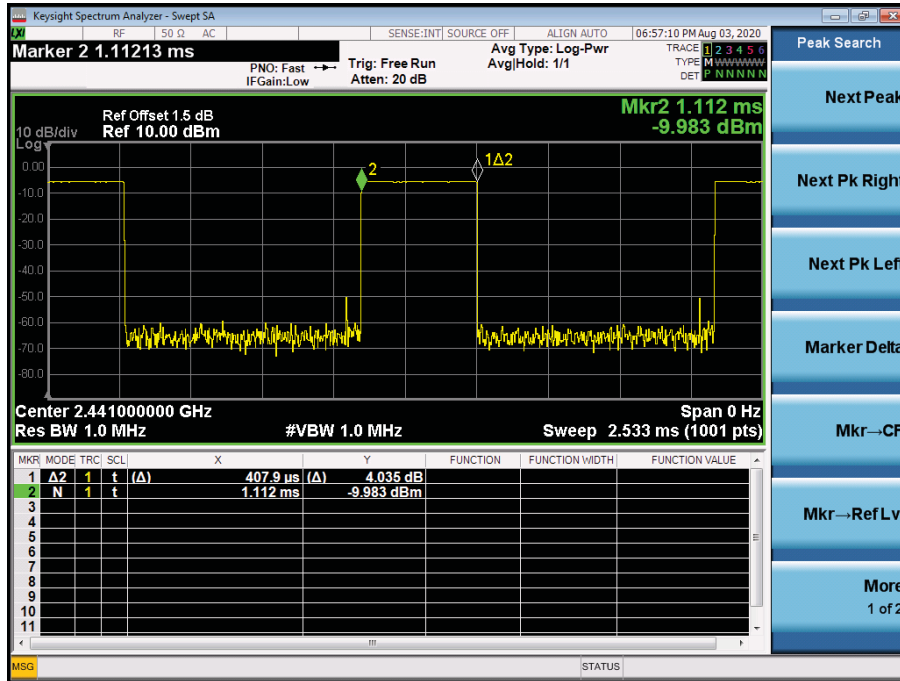 Keysight Spectrum Analyzer - Swept SA
LXI RF 50 Ω AC SENSE:INT SOURCE OFF ALIGN AUTO 06:57:10 PM Aug 03, 2020
Marker 2 1.11213 ms
PNO: Fast
IFGain:Low
Trig: Free Run
Atten: 20 dB
Avg Type: Log-Pwr
Avg|Hold: 1/1
TRACE 1 2 3 4 5 6
TYPE M WWWWW
DET P N N N N N
Ref Offset 1.5 dB
10 dB/div Ref 10.00 dBm
Log
Mkr2 1.112 ms
-9.983 dBm
0.00
-10.0
-20.0
-30.0
-40.0
-50.0
-60.0
-70.0
-80.0
2
1Δ2
Center 2.441000000 GHz Span 0 Hz
Res BW 1.0 MHz #VBW 1.0 MHz Sweep 2.533 ms (1001 pts)
MKR MODE TRC SCL X Y FUNCTION FUNCTION WIDTH FUNCTION VALUE
1 Δ2 1 t (Δ) 407.9 µs (Δ) 4.035 dB
2 N 1 t 1.112 ms -9.983 dBm
3
4
5
6
7
8
9
10
11
MSG STATUS
Peak Search
Next Peak
Next Pk Right
Next Pk Lef
Marker Delta
Mkr→CF
Mkr→Ref Lv
More
1 of 2